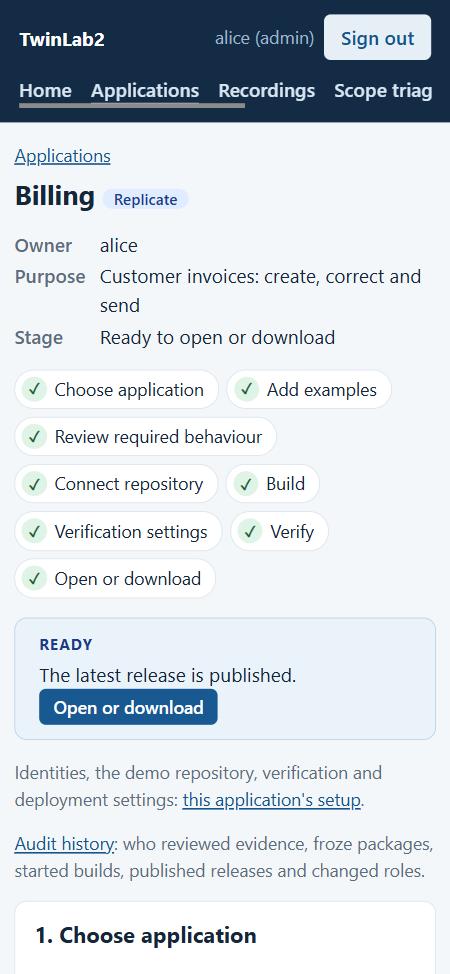 TwinLab2 alice (admin) Sign out
Home Applications Recordings Scope triag
Applications
Billing Replicate
Owner alice
Purpose Customer invoices: create, correct and
send
Stage Ready to open or download
✓ Choose application ✓ Add examples
✓ Review required behaviour
✓ Connect repository ✓ Build
✓ Verification settings ✓ Verify
✓ Open or download
READY
The latest release is published.
Open or download
Identities, the demo repository, verification and
deployment settings: this application's setup.
Audit history: who reviewed evidence, froze packages,
started builds, published releases and changed roles.
1. Choose application